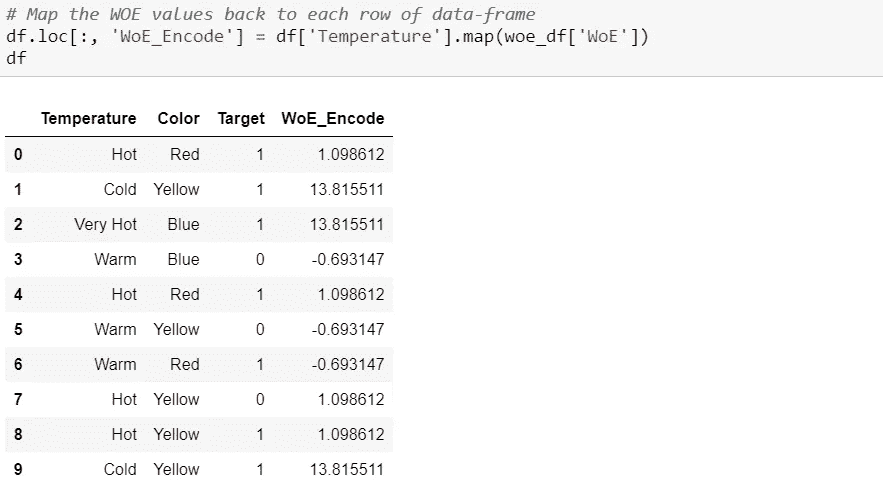 # Map the WOE values back to each row of data-frame
df.loc[:, 'WoE_Encode'] = df['Temperature'].map(woe_df['WoE'])
df
Temperature Color Target WoE_Encode
0 Hot Red 1 1.098612
1 Cold Yellow 1 13.815511
2 Very Hot Blue 1 13.815511
3 Warm Blue 0 -0.693147
4 Hot Red 1 1.098612
5 Warm Yellow 0 -0.693147
6 Warm Red 1 -0.693147
7 Hot Yellow 0 1.098612
8 Hot Yellow 1 1.098612
9 Cold Yellow 1 13.815511